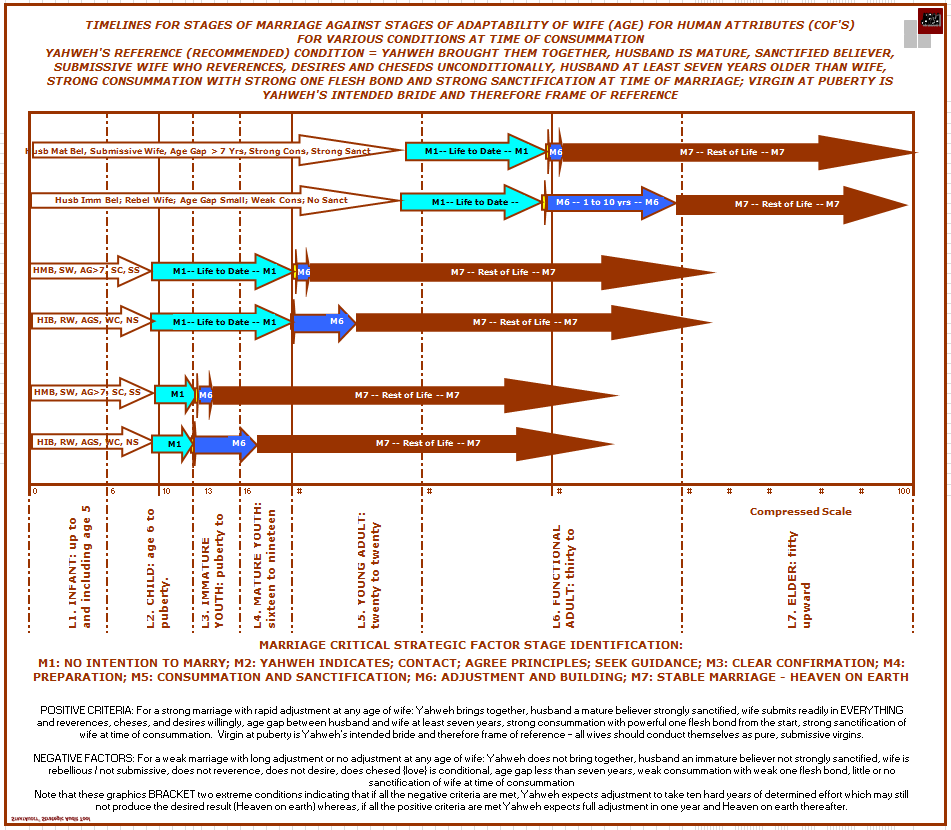 TIMELINES FOR STAGES OF MARRIAGE AGAINST STAGES OF ADAPTABILITY OF WIFE (AGE) FOR HUMAN ATTRIBUTES (COF'S)
FOR VARIOUS CONDITIONS AT TIME OF CONSUMMATION
YAHWEH'S REFERENCE (RECOMMENDED) CONDITION = YAHWEH BROUGHT THEM TOGETHER, HUSBAND IS MATURE, SANCTIFIED BELIEVER,
SUBMISSIVE WIFE WHO REVERENCES, DESIRES AND CHESEDS UNCONDITIONALLY, HUSBAND AT LEAST SEVEN YEARS OLDER THAN WIFE,
STRONG CONSUMMATION WITH STRONG ONE FLESH BOND AND STRONG SANCTIFICATION AT TIME OF MARRIAGE; VIRGIN AT PUBERTY IS
YAHWEH'S INTENDED BRIDE AND THEREFORE FRAME OF REFERENCE
Husb Mat Bel, Submissive Wife, Age Gap > 7 Yrs, Strong Cons, Strong Sanct
M1-- Life to Date -- M1
M6
M7 -- Rest of Life -- M7
Husb Imm Bel; Rebel Wife; Age Gap Small; Weak Cons; No Sanct
M1-- Life to Date --
M6 -- 1 to 10 yrs -- M6
M7 -- Rest of Life -- M7
HMB, SW, AG>7, SC, SS
M1-- Life to Date -- M1
M6
M7 -- Rest of Life -- M7
HIB, RW, AGS, WC, NS
M1-- Life to Date -- M1
M6
M7 -- Rest of Life -- M7
HMB, SW, AG>7, SC, SS
M1
M6
M7 -- Rest of Life -- M7
HIB, RW, AGS, WC, NS
M1
M6
M7 -- Rest of Life -- M7
0 6 10 13 16 # # # # # # # # 100
Compressed Scale
L1. INFANT: up to
and including age 5
L2. CHILD: age 6 to
puberty.
L3. IMMATURE
YOUTH: puberty to
L4. MATURE YOUTH:
sixteen to nineteen
L5. YOUNG ADULT:
twenty to twenty
L6. FUNCTIONAL
ADULT: thirty to
L7. ELDER: fifty
upward
MARRIAGE CRITICAL STRATEGIC FACTOR STAGE IDENTIFICATION:
M1: NO INTENTION TO MARRY; M2: YAHWEH INDICATES; CONTACT; AGREE PRINCIPLES; SEEK GUIDANCE; M3: CLEAR CONFIRMATION; M4:
PREPARATION; M5: CONSUMMATION AND SANCTIFICATION; M6: ADJUSTMENT AND BUILDING; M7: STABLE MARRIAGE - HEAVEN ON EARTH
POSITIVE CRITERIA: For a strong marriage with rapid adjustment at any age of wife: Yahweh brings together, husband a mature believer strongly sanctified, wife submits readily in EVERYTHING
and reverences, cheses, and desires willingly, age gap between husband and wife at least seven years, strong consummation with powerful one flesh bond from the start, strong sanctification of
wife at time of consummation. Virgin at puberty is Yahweh's intended bride and therefore frame of reference - all wives should conduct themselves as pure, submissive virgins.
NEGATIVE FACTORS: For a weak marriage with long adjustment or no adjustment at any age of wife: Yahweh does not bring together, husband an immature believer not strongly sanctified, wife is
rebellious / not submissive, does not reverence, does not desire, does chesed (love) is conditional, age gap less than seven years, weak consummation with weak one flesh bond, little or no
sanctification of wife at time of consummation
Note that these graphics BRACKET two extreme conditions indicating that if all the negative criteria are met, Yahweh expects adjustment to take ten hard years of determined effort which may still
not produce the desired result (Heaven on earth) whereas, if all the positive criteria are met Yahweh expects full adjustment in one year and Heaven on earth thereafter.
Strategic Audit Tool